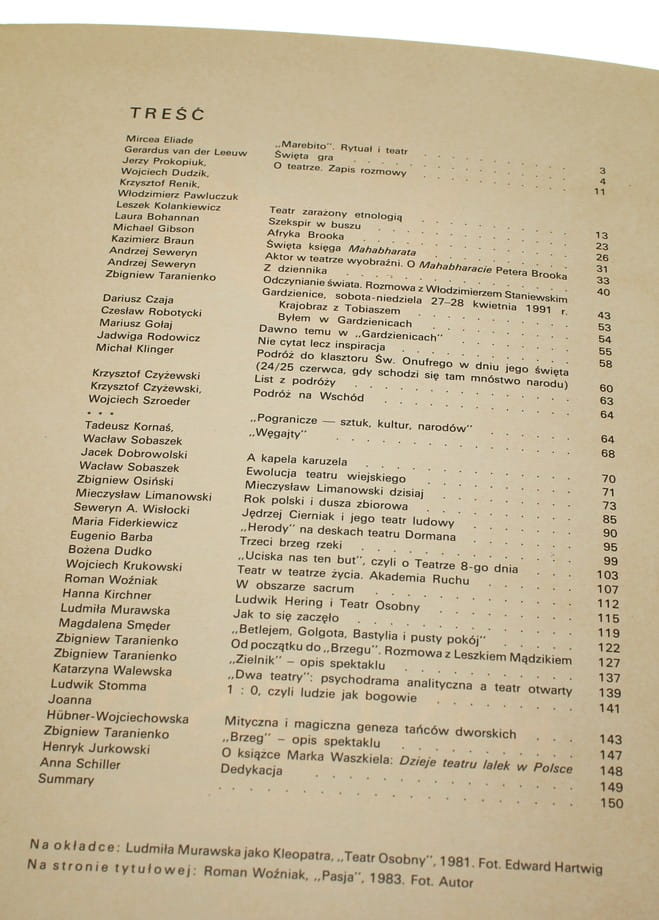 TREŚĆ
Mircea Eliade „Marebito". Rytuał i teatr 3
Gerardus van der Leeuw Święta gra 4
Jerzy Prokopiuk, O teatrze. Zapis rozmowy 11
Wojciech Dudzik,
Krzysztof Renik,
Włodzimierz Pawluczuk
Leszek Kolankiewicz Teatr zarażony etnologią 13
Laura Bohannan Szekspir w buszu 23
Michael Gibson Afryka Brooka 26
Kazimierz Braun Święta księga Mahabharata 31
Andrzej Seweryn Aktor w teatrze wyobraźni. O Mahabharacie Petera Brooka 33
Andrzej Seweryn Z dziennika 40
Zbigniew Taranienko Odczynianie świata. Rozmowa z Włodzimierzem Staniewskim 43
Gardzienice, sobota-niedziela 27–28 kwietnia 1991 r.
Dariusz Czaja Krajobraz z Tobiaszem 53
Czesław Robotycki Byłem w Gardzienicach 54
Mariusz Gołaj Dawno temu w „Gardzienicach" 55
Jadwiga Rodowicz Nie cytat lecz inspiracja 58
Michał Klinger Podróż do klasztoru Św. Onufrego w dniu jego święta
(24/25 czerwca, gdy schodzi się tam mnóstwo narodu) 60
Krzysztof Czyżewski List z podróży 63
Krzysztof Czyżewski, Podróż na Wschód 64
Wojciech Szroeder
* * * „Pogranicze — sztuk, kultur, narodów" 64
Tadeusz Kornaś, „Węgajty" 68
Wacław Sobaszek
Jacek Dobrowolski A kapela karuzela 70
Wacław Sobaszek Ewolucja teatru wiejskiego 71
Zbigniew Osiński Mieczysław Limanowski dzisiaj 73
Mieczysław Limanowski Rok polski i dusza zbiorowa 85
Seweryn A. Wisłocki Jędrzej Cierniak i jego teatr ludowy 90
Maria Fiderkiewicz „Herody" na deskach teatru Dormana 95
Eugenio Barba Trzeci brzeg rzeki 99
Bożena Dudko „Uciska nas ten but", czyli o Teatrze 8-go dnia 103
Wojciech Krukowski Teatr w teatrze życia. Akademia Ruchu 107
Roman Woźniak W obszarze sacrum 112
Hanna Kirchner Ludwik Hering i Teatr Osobny 115
Ludmiła Murawska Jak to się zaczęło 119
Magdalena Smęder „Betlejem, Golgota, Bastylia i pusty pokój" 122
Zbigniew Taranienko Od początku do „Brzegu". Rozmowa z Leszkiem Mądzikiem 127
Zbigniew Taranienko „Zielnik" – opis spektaklu 137
Katarzyna Walewska „Dwa teatry": psychodrama analityczna a teatr otwarty 139
Ludwik Stomma 1 : 0, czyli ludzie jak bogowie 141
Joanna
Hübner-Wojciechowska Mityczna i magiczna geneza tańców dworskich 143
Zbigniew Taranienko „Brzeg" – opis spektaklu 147
Henryk Jurkowski O książce Marka Waszkiela: Dzieje teatru lalek w Polsce 148
Anna Schiller Dedykacja 149
Summary 150
Na okładce: Ludmiła Murawska jako Kleopatra, „Teatr Osobny", 1981. Fot. Edward Hartwig
Na stronie tytułowej: Roman Woźniak, „Pasja", 1983. Fot. Autor